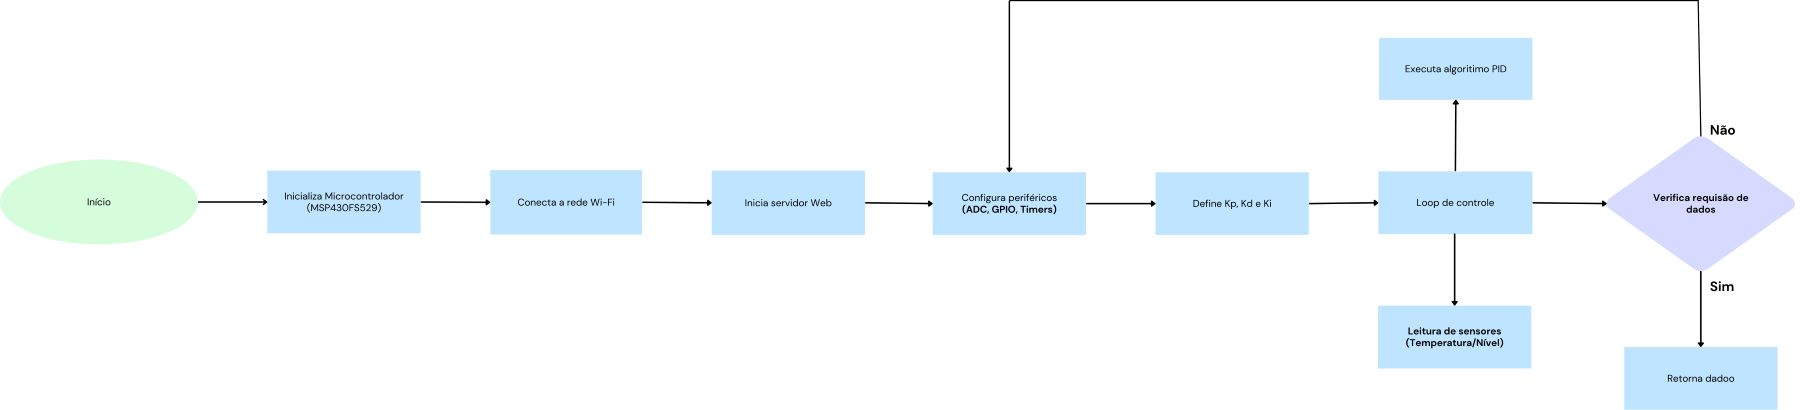 Início
Inicializa Microcontrolador
(MSP430FS529)
Conecta a rede Wi-Fi
Inicia servidor Web
Configura periféricos
(ADC, GPIO, Timers)
Define Kp, Kd e Ki
Loop de controle
Executa algoritimo PID
Leitura de sensores
(Temperatura/Nível)
Não
Verifica requisão de
dados
Sim
Retorna dadoo